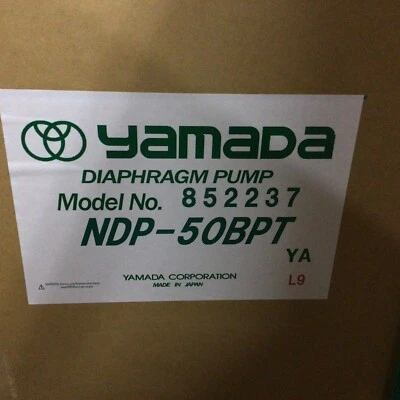 yamada
DIAPHRAGM PUMP
Model No. 852237
NDP-50BPT
YA
YAMADA CORPORATION
MADE IN JAPAN
L9